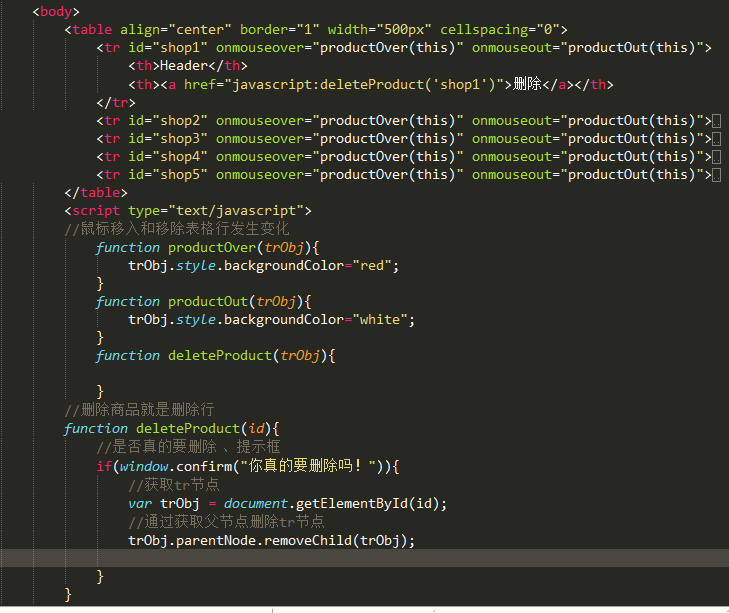 <body>
<table align="center" border="1" width="500px" cellspacing="0">
<tr id="shop1" onmouseover="productOver(this)" onmouseout="productOut(this)">
<th>Header</th>
<th><a href="javascript:deleteProduct('shop1')">删除</a></th>
</tr>
<tr id="shop2" onmouseover="productOver(this)" onmouseout="productOut(this)">
<tr id="shop3" onmouseover="productOver(this)" onmouseout="productOut(this)">
<tr id="shop4" onmouseover="productOver(this)" onmouseout="productOut(this)">
<tr id="shop5" onmouseover="productOver(this)" onmouseout="productOut(this)">
</table>
<script type="text/javascript">
//鼠标移入和移除表格行发生变化
function productOver(trObj){
trObj.style.backgroundColor="red";
}
function productOut(trObj){
trObj.style.backgroundColor="white";
}
function deleteProduct(trObj){
}
//删除商品就是删除行
function deleteProduct(id){
//是否真的要删除 、提示框
if(window.confirm("你真的要删除吗！")){
//获取tr节点
var trObj = document.getElementById(id);
//通过获取父节点删除tr节点
trObj.parentNode.removeChild(trObj);
}
}